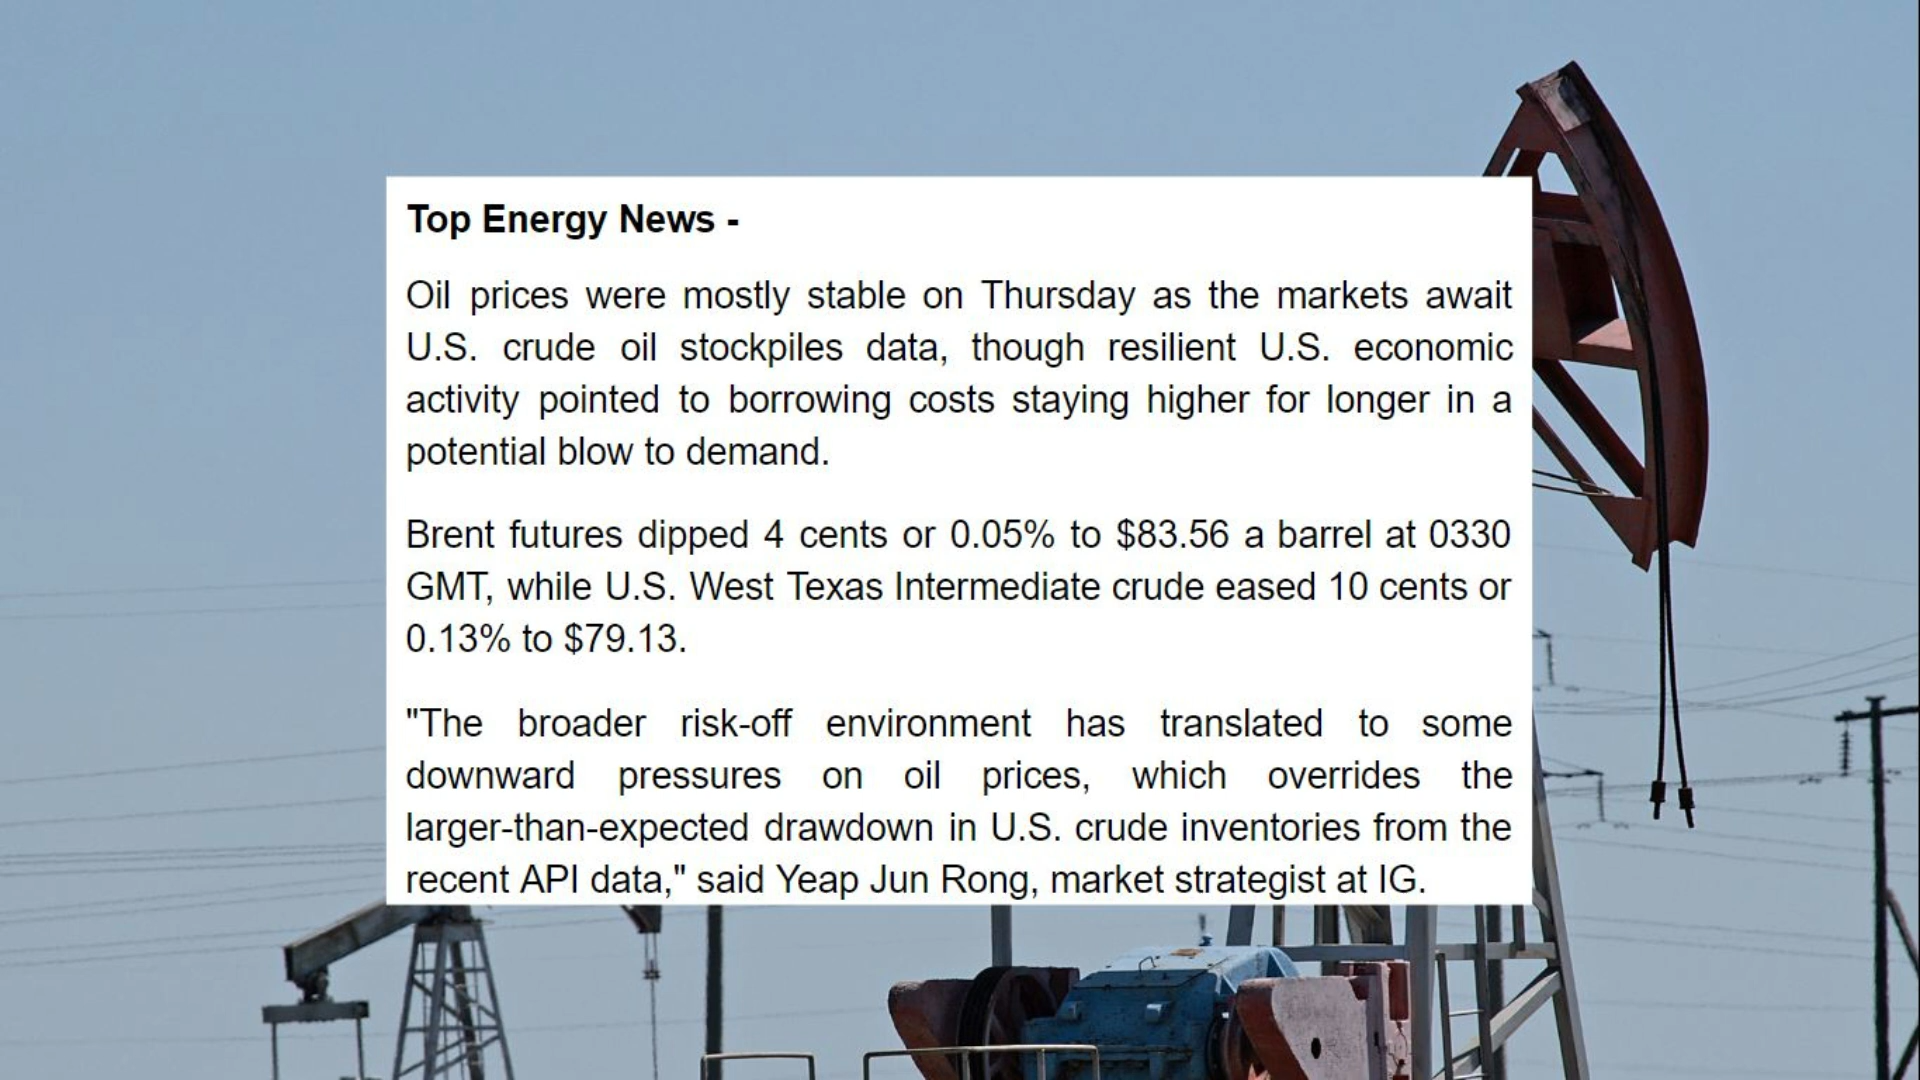 Top Energy News -
Oil prices were mostly stable on Thursday as the markets await
U.S. crude oil stockpiles data, though resilient U.S. economic
activity pointed to borrowing costs staying higher for longer in a
potential blow to demand.
Brent futures dipped 4 cents or 0.05% to $83.56 a barrel at 0330
GMT, while U.S. West Texas Intermediate crude eased 10 cents or
0.13% to $79.13.
"The broader risk-off environment has translated to some
downward pressures on oil prices, which overrides the
larger-than-expected drawdown in U.S. crude inventories from the
recent API data," said Yeap Jun Rong, market strategist at IG.